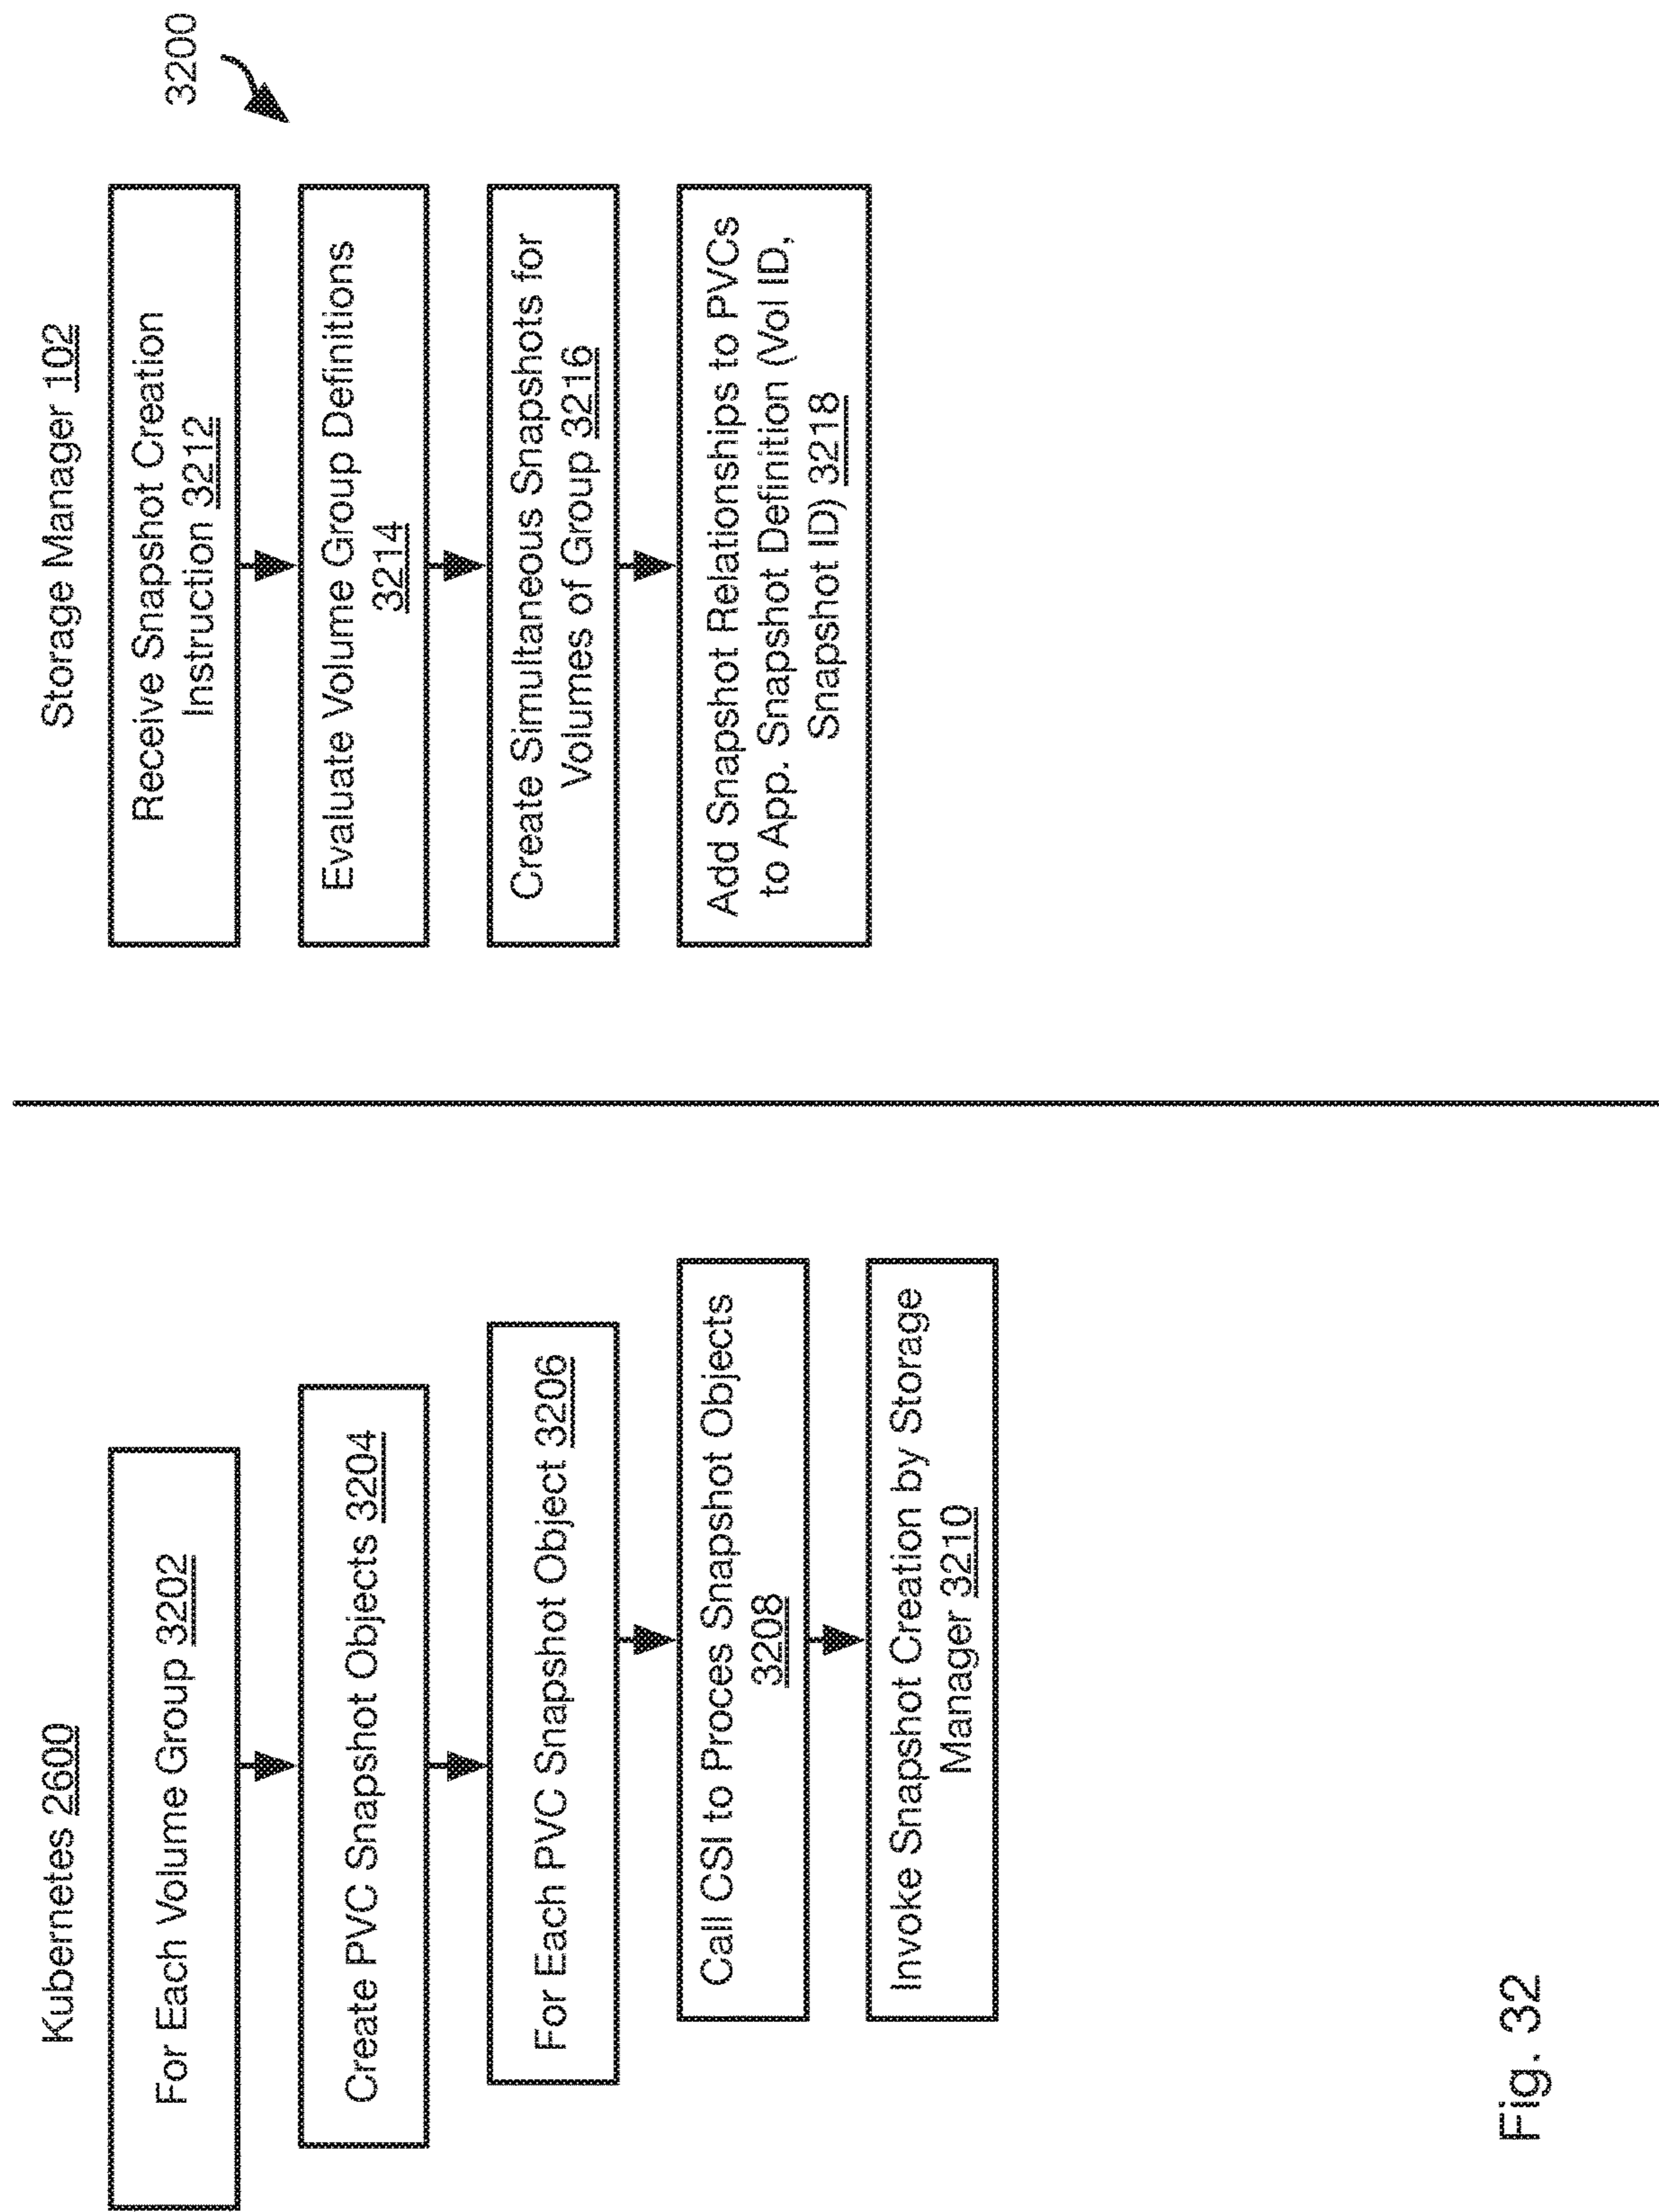 Kubernetes 2600
For Each Volume Group 3202
Create PVC Snapshot Objects 3204
For Each PVC Snapshot Object 3206
Call CSI to Proces Snapshot Objects
3208
Invoke Snapshot Creation by Storage
Manager 3210
Storage Manager 102
3200
Receive Snapshot Creation
Instruction 3212
Evaluate Volume Group Definitions
3214
Create Simultaneous Snapshots for
Volumes of Group 3216
Add Snapshot Relationships to PVCs
to App. Snapshot Definition (Vol ID,
Snapshot ID) 3218
Fig. 32